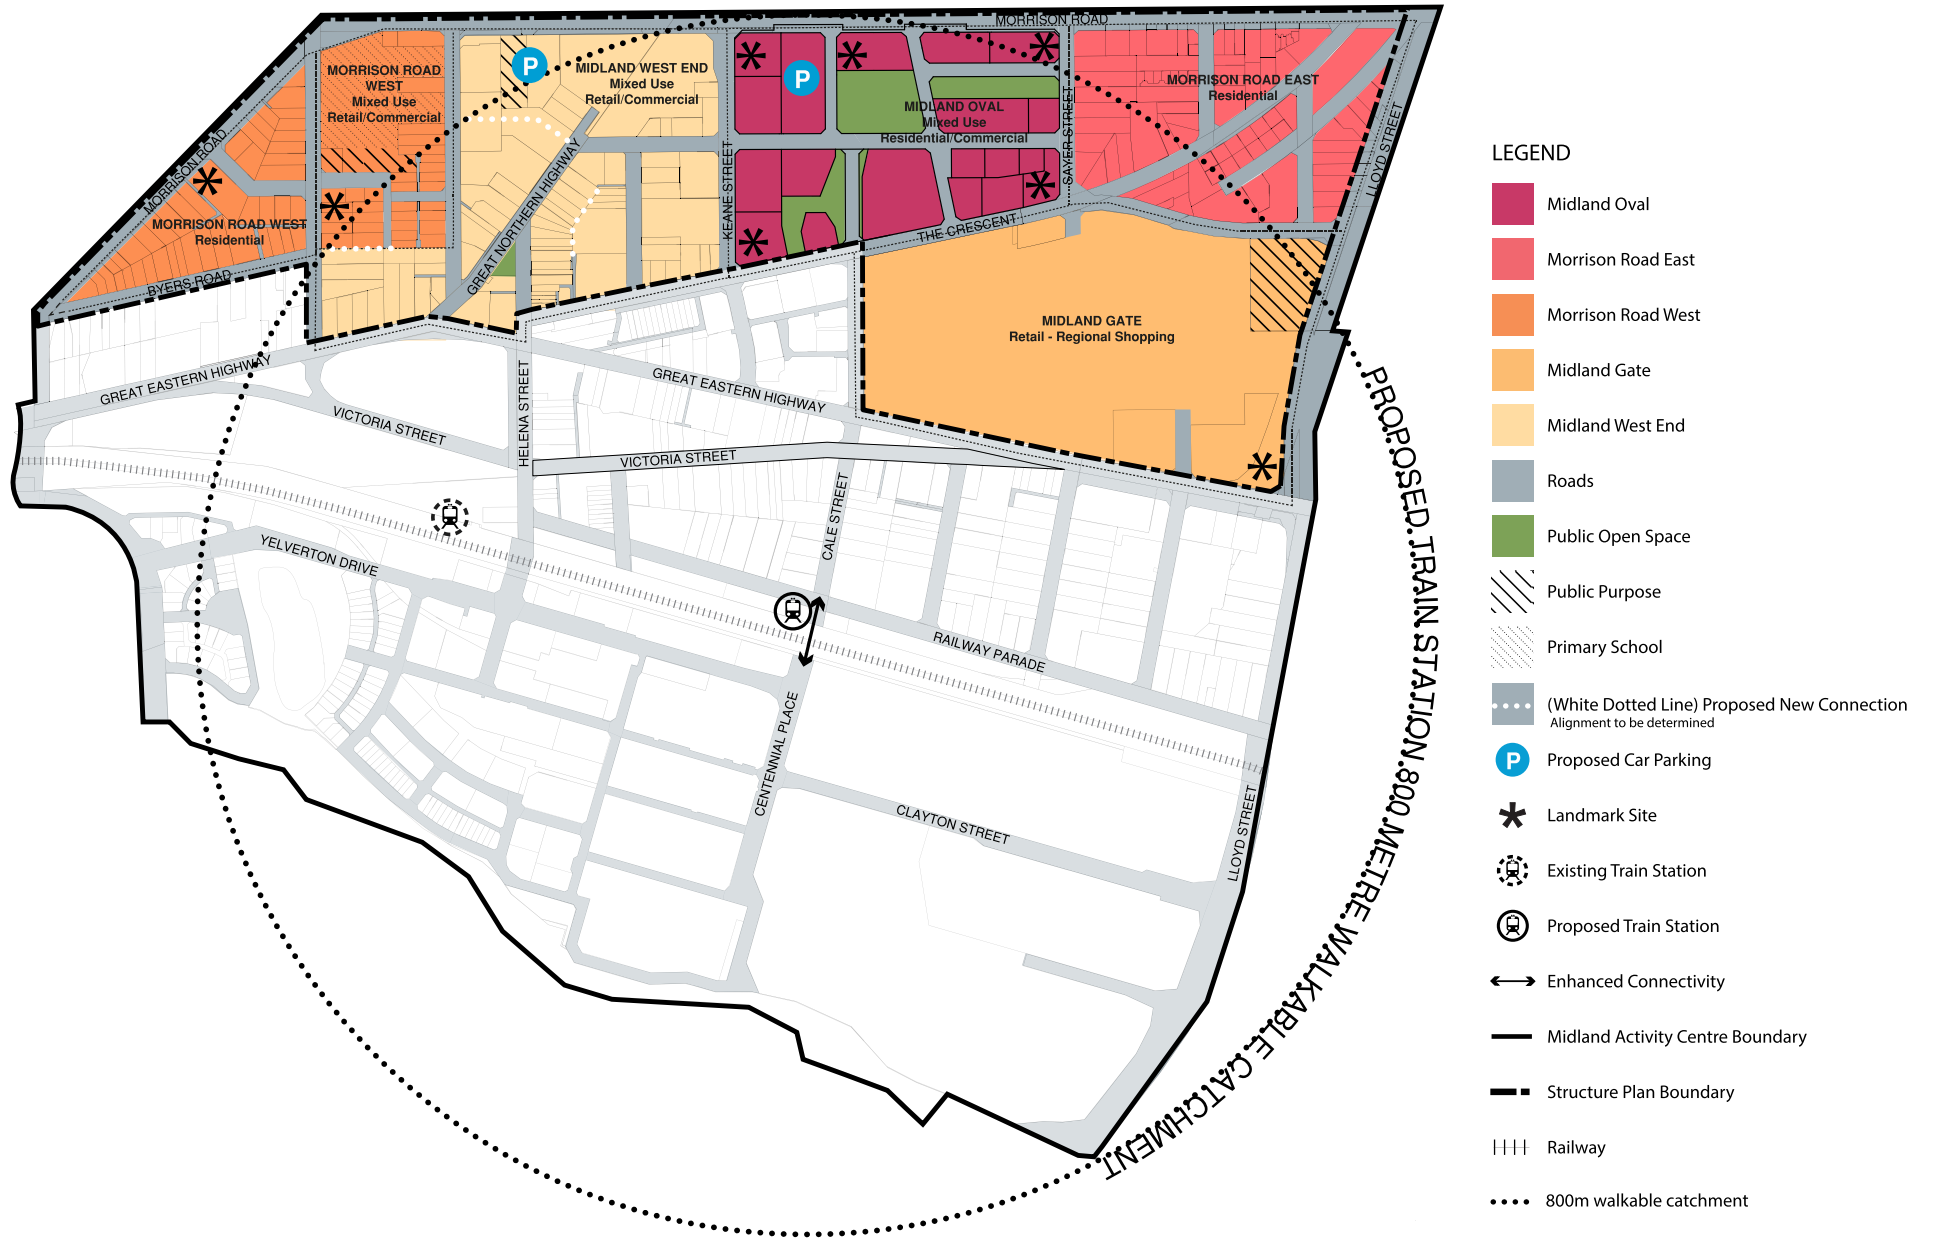 MORRISON ROAD
MORRISON ROAD
WEST
Mixed Use
Retail/Commercial
MIDLAND WEST END
Mixed Use
Retail/Commercial
P
P
MIDLAND OVAL
Mixed Use
Residential/Commercial
MORRISON ROAD EAST
Residential
MORRISON ROAD
MORRISON ROAD WEST
Residential
BYERS ROAD
GREAT NORTHERN HIGHWAY
KEANE STREET
SAYER STREET
LLOYD STREET
THE CRESCENT
MIDLAND GATE
Retail - Regional Shopping
GREAT EASTERN HIGHWAY
VICTORIA STREET
HELENA STREET
GREAT EASTERN HIGHWAY
VICTORIA STREET
CALE STREET
YELVERTON DRIVE
RAILWAY PARADE
CENTENNIAL PLACE
CLAYTON STREET
LLOYD STREET
PROPOSED TRAIN STATION 800 METRE WALKABLE CATCHMENT
LEGEND
Midland Oval
Morrison Road East
Morrison Road West
Midland Gate
Midland West End
Roads
Public Open Space
Public Purpose
Primary School
(White Dotted Line) Proposed New Connection
Alignment to be determined
P Proposed Car Parking
Landmark Site
Existing Train Station
Proposed Train Station
Enhanced Connectivity
Midland Activity Centre Boundary
Structure Plan Boundary
Railway
800m walkable catchment